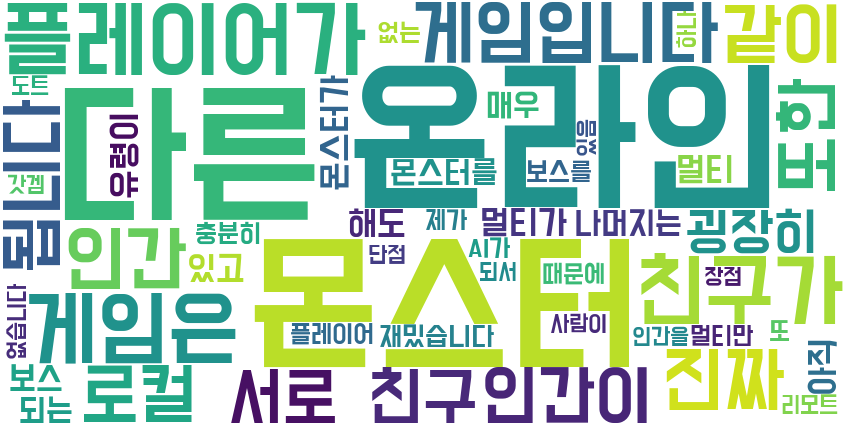 플레이어가
없는
게임입니다
하나
같이
도트
다른
온라인
됩니다
유령이
몬스터가
매우
있음
또한
갓겜
몬스터를
보스를
멀티
인간
충분히
해도
제가
멀티가
나머지는
굉장히
있고
단점
AI가
되서
때문에
몬스터
친구가
장점
없습니다
게임은
플레이어
재밌습니다
사람이
인간을
멀티만
또
아직
보스
되는
로컬
서로
친구
인간이
진짜
리모트